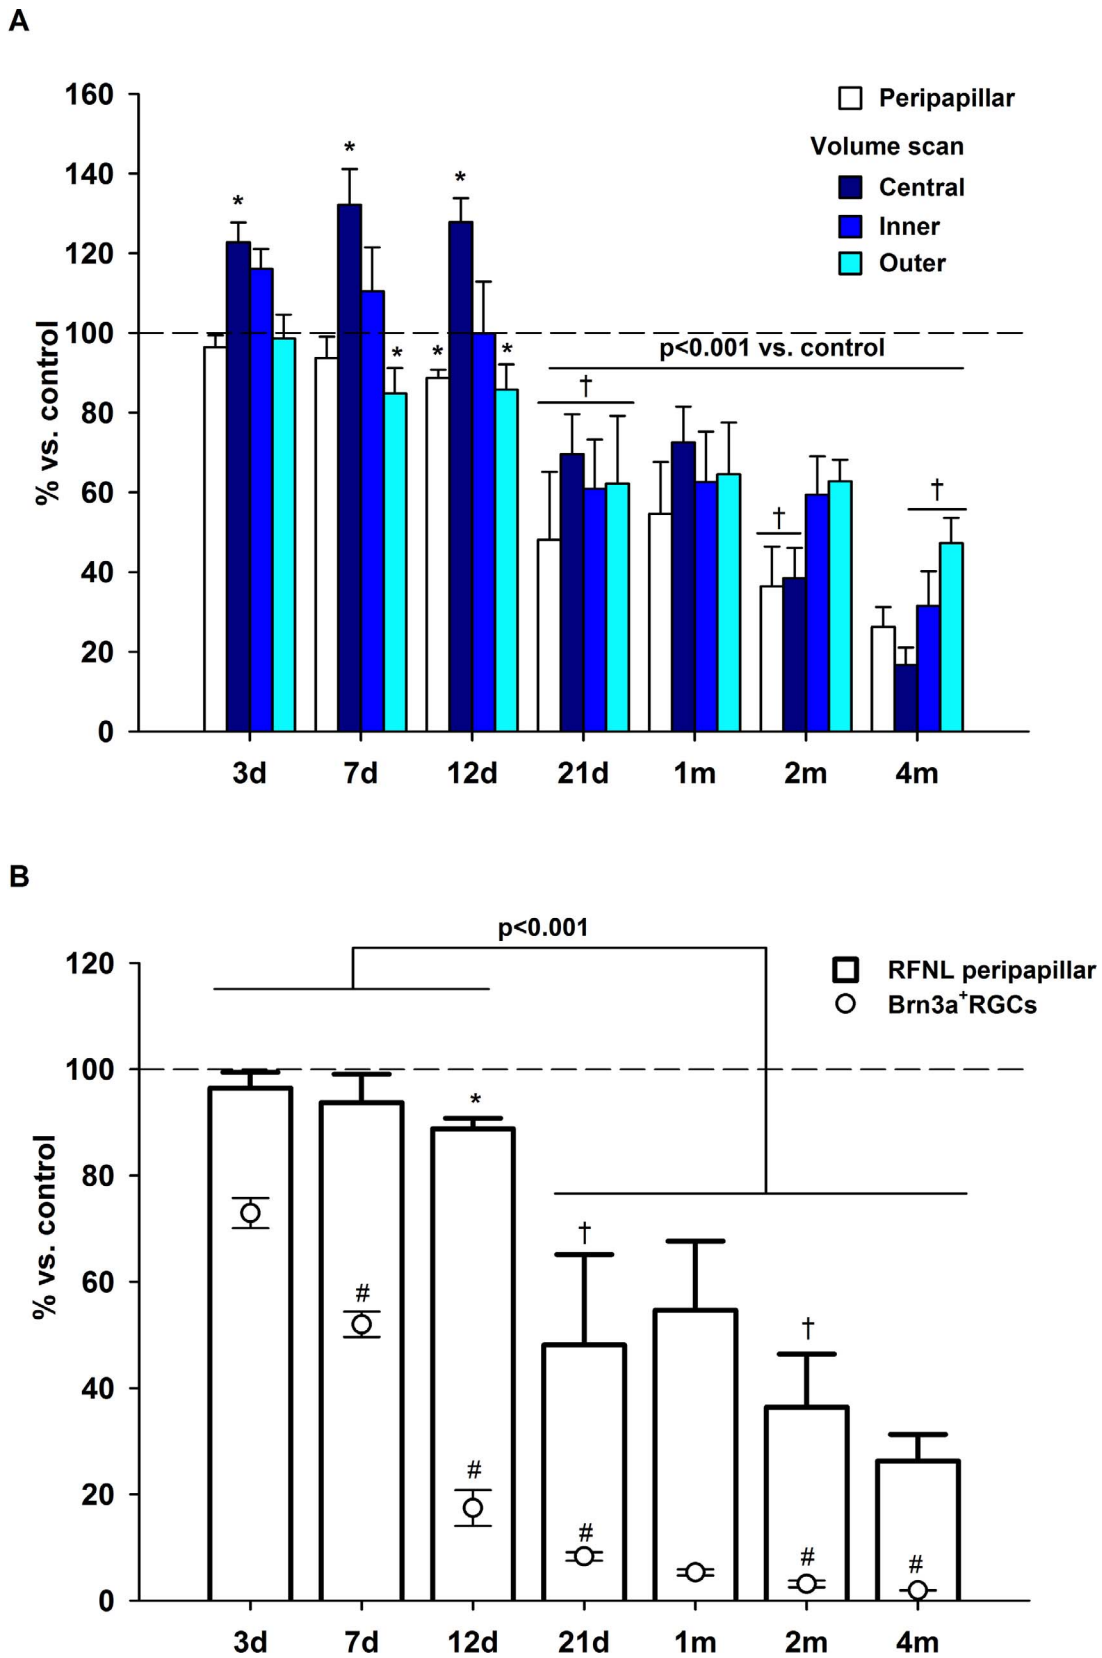 A
160
140
120
100
80
60
40
20
0
% vs. control
Peripapillar
Volume scan
Central
Inner
Outer
*
*
*
*
*
*
p<0.001 vs. control
†
†
†
3d 7d 12d 21d 1m 2m 4m
B
p<0.001
120
100
80
60
40
20
0
% vs. control
RFNL peripapillar
Brn3a+RGCs
*
†
†
#
#
#
#
#
3d 7d 12d 21d 1m 2m 4m